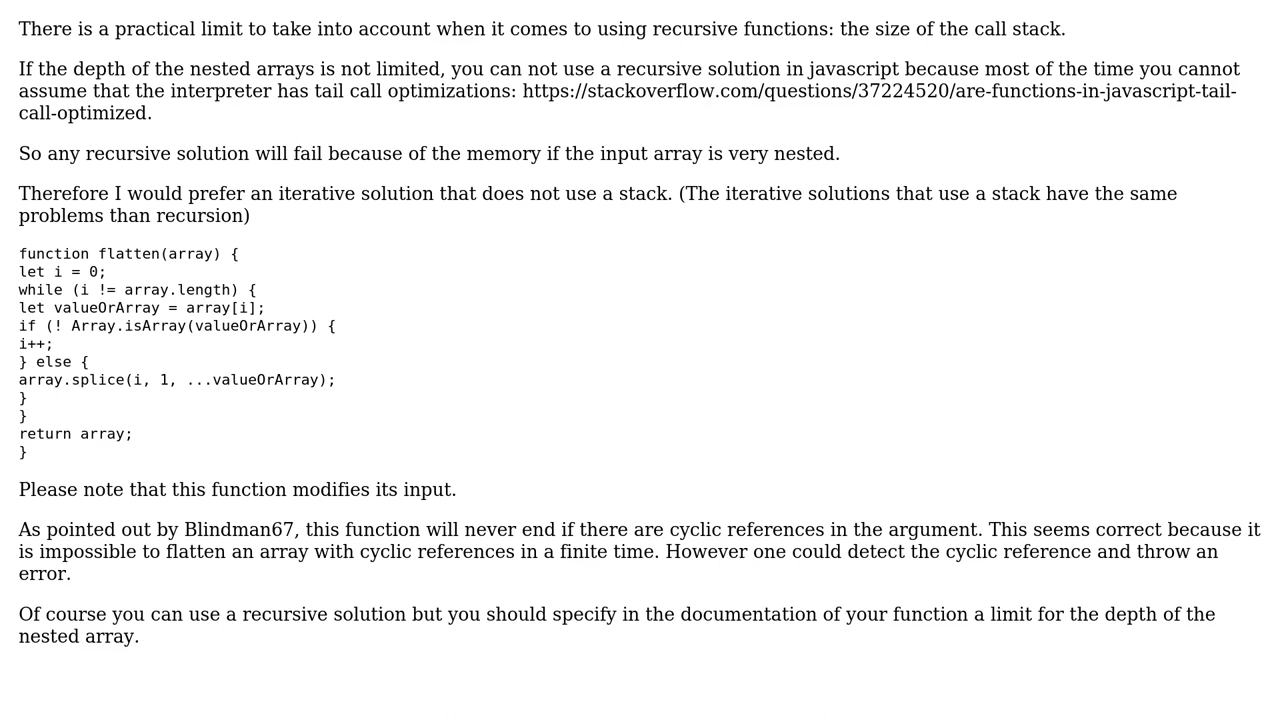 There is a practical limit to take into account when it comes to using recursive functions: the size of the call stack.
If the depth of the nested arrays is not limited, you can not use a recursive solution in javascript because most of the time you cannot
assume that the interpreter has tail call optimizations: https://stackoverflow.com/questions/37224520/are-functions-in-javascript-tail-
call-optimized.
So any recursive solution will fail because of the memory if the input array is very nested.
Therefore I would prefer an iterative solution that does not use a stack. (The iterative solutions that use a stack have the same
problems than recursion)
function flatten(array) {
let i = 0;
while (i != array.length) {
let valueOrArray = array[i];
if (! Array.isArray(valueOrArray)) {
i++;
} else {
array.splice(i, 1, ...valueOrArray);
}
}
return array;
}
Please note that this function modifies its input.
As pointed out by Blindman67, this function will never end if there are cyclic references in the argument. This seems correct because it
is impossible to flatten an array with cyclic references in a finite time. However one could detect the cyclic reference and throw an
error.
Of course you can use a recursive solution but you should specify in the documentation of your function a limit for the depth of the
nested array.